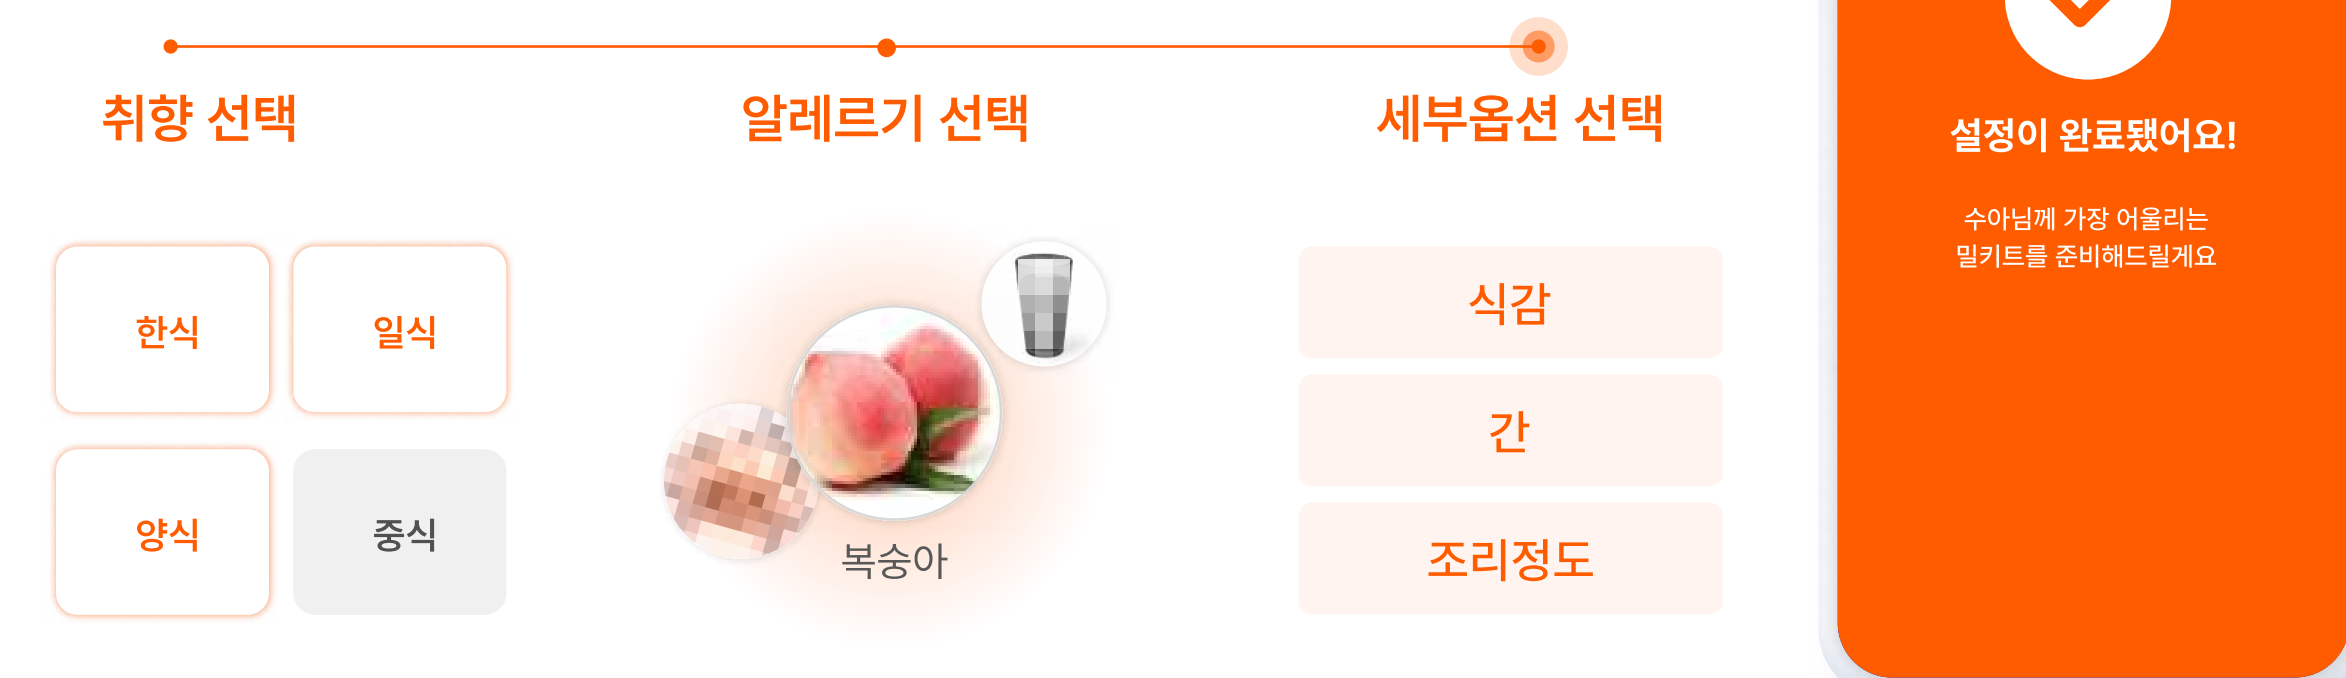 취향 선택
알레르기 선택
세부옵션 선택
한식
일식
양식
중식
복숭아
식감
간
조리정도
설정이 완료됐어요!
수아님께 가장 어울리는
밀키트를 준비해드릴게요